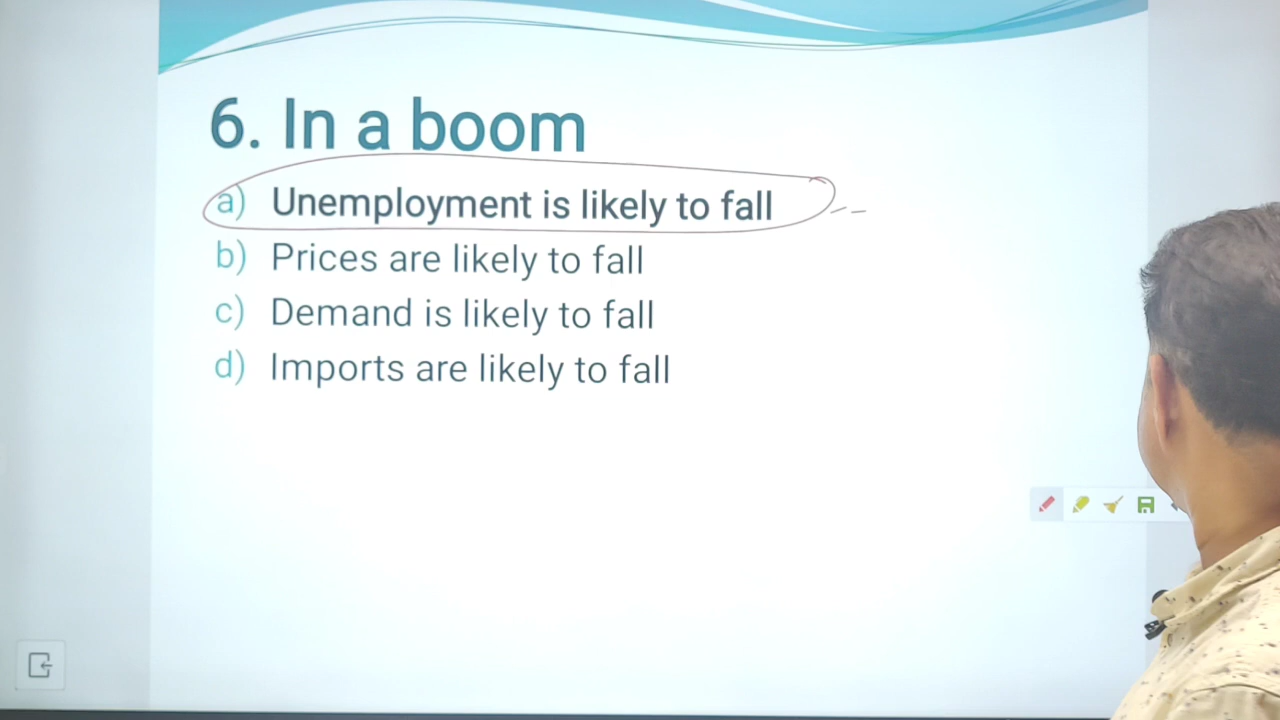 6. In a boom
a) Unemployment is likely to fall
b) Prices are likely to fall
c) Demand is likely to fall
d) Imports are likely to fall